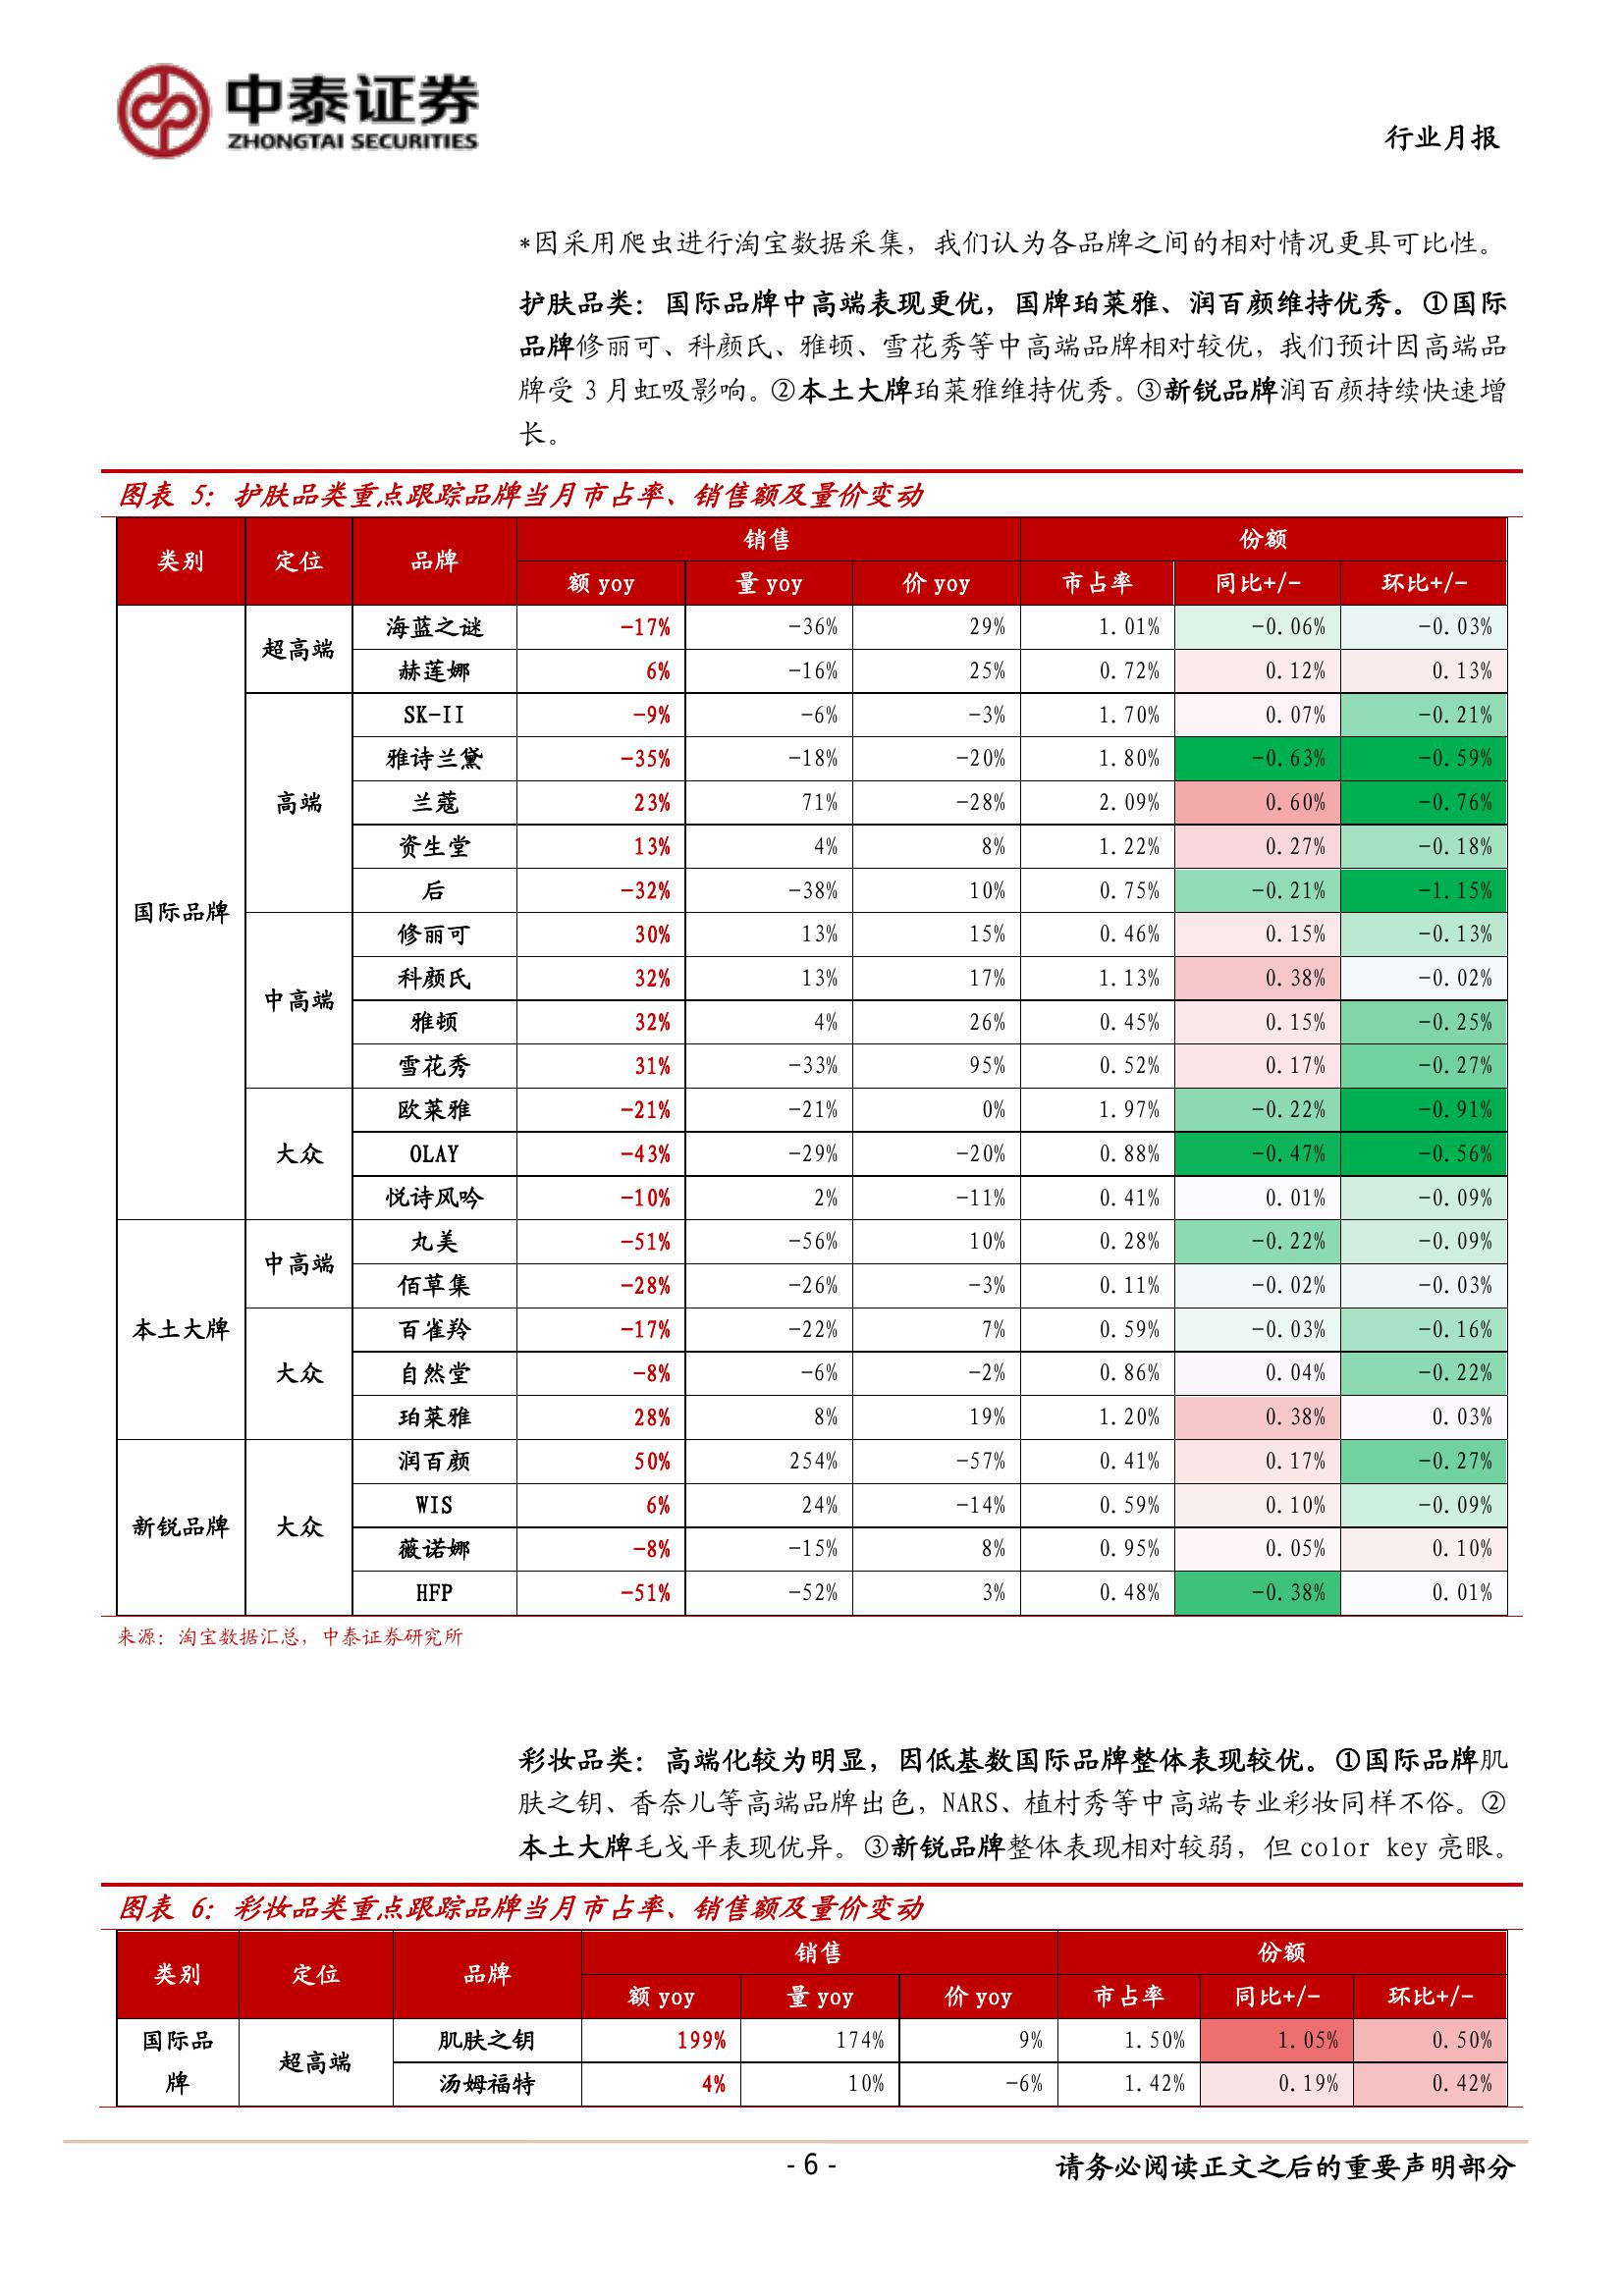 中泰证券
ZHONGTAI SECURITIES
行业月报
*因采用爬虫进行淘宝数据采集，我们认为各品牌之间的相对情况更具可比性。
护肤品类：国际品牌中高端表现更优，国牌珀莱雅、润百颜维持优秀。①国际
品牌修丽可、科颜氏、雅顿、雪花秀等中高端品牌相对较优，我们预计因高端品
牌受 3 月虹吸影响。②本土大牌珀莱雅维持优秀。③新锐品牌润百颜持续快速增
长。
图表 5：护肤品类重点跟踪品牌当月市占率、销售额及量价变动
类别 定位 品牌 销售 份额
额 yoy 量 yoy 价 yoy 市占率 同比+/- 环比+/-
国际品牌 超高端 海蓝之谜 -17% -36% 29% 1.01% -0.06% -0.03%
赫莲娜 6% -16% 25% 0.72% 0.12% 0.13%
高端 SK-II -9% -6% -3% 1.70% 0.07% -0.21%
雅诗兰黛 -35% -18% -20% 1.80% -0.63% -0.59%
兰蔻 23% 71% -28% 2.09% 0.60% -0.76%
资生堂 13% 4% 8% 1.22% 0.27% -0.18%
后 -32% -38% 10% 0.75% -0.21% -1.15%
中高端 修丽可 30% 13% 15% 0.46% 0.15% -0.13%
科颜氏 32% 13% 17% 1.13% 0.38% -0.02%
雅顿 32% 4% 26% 0.45% 0.15% -0.25%
雪花秀 31% -33% 95% 0.52% 0.17% -0.27%
大众 欧莱雅 -21% -21% 0% 1.97% -0.22% -0.91%
OLAY -43% -29% -20% 0.88% -0.47% -0.56%
悦诗风吟 -10% 2% -11% 0.41% 0.01% -0.09%
本土大牌 中高端 丸美 -51% -56% 10% 0.28% -0.22% -0.09%
佰草集 -28% -26% -3% 0.11% -0.02% -0.03%
大众 百雀羚 -17% -22% 7% 0.59% -0.03% -0.16%
自然堂 -8% -6% -2% 0.86% 0.04% -0.22%
珀莱雅 28% 8% 19% 1.20% 0.38% 0.03%
新锐品牌 大众 润百颜 50% 254% -57% 0.41% 0.17% -0.27%
WIS 6% 24% -14% 0.59% 0.10% -0.09%
薇诺娜 -8% -15% 8% 0.95% 0.05% 0.10%
HFP -51% -52% 3% 0.48% -0.38% 0.01%
来源：淘宝数据汇总，中泰证券研究所
彩妆品类：高端化较为明显，因低基数国际品牌整体表现较优。①国际品牌肌
肤之钥、香奈儿等高端品牌出色，NARS、植村秀等中高端专业彩妆同样不俗。②
本土大牌毛戈平表现优异。③新锐品牌整体表现相对较弱，但 color key 亮眼。
图表 6：彩妆品类重点跟踪品牌当月市占率、销售额及量价变动
类别 定位 品牌 销售 份额
额 yoy 量 yoy 价 yoy 市占率 同比+/- 环比+/-
国际品
牌 超高端 肌肤之钥 199% 174% 9% 1.50% 1.05% 0.50%
汤姆福特 4% 10% -6% 1.42% 0.19% 0.42%
- 6 -
请务必阅读正文之后的重要声明部分